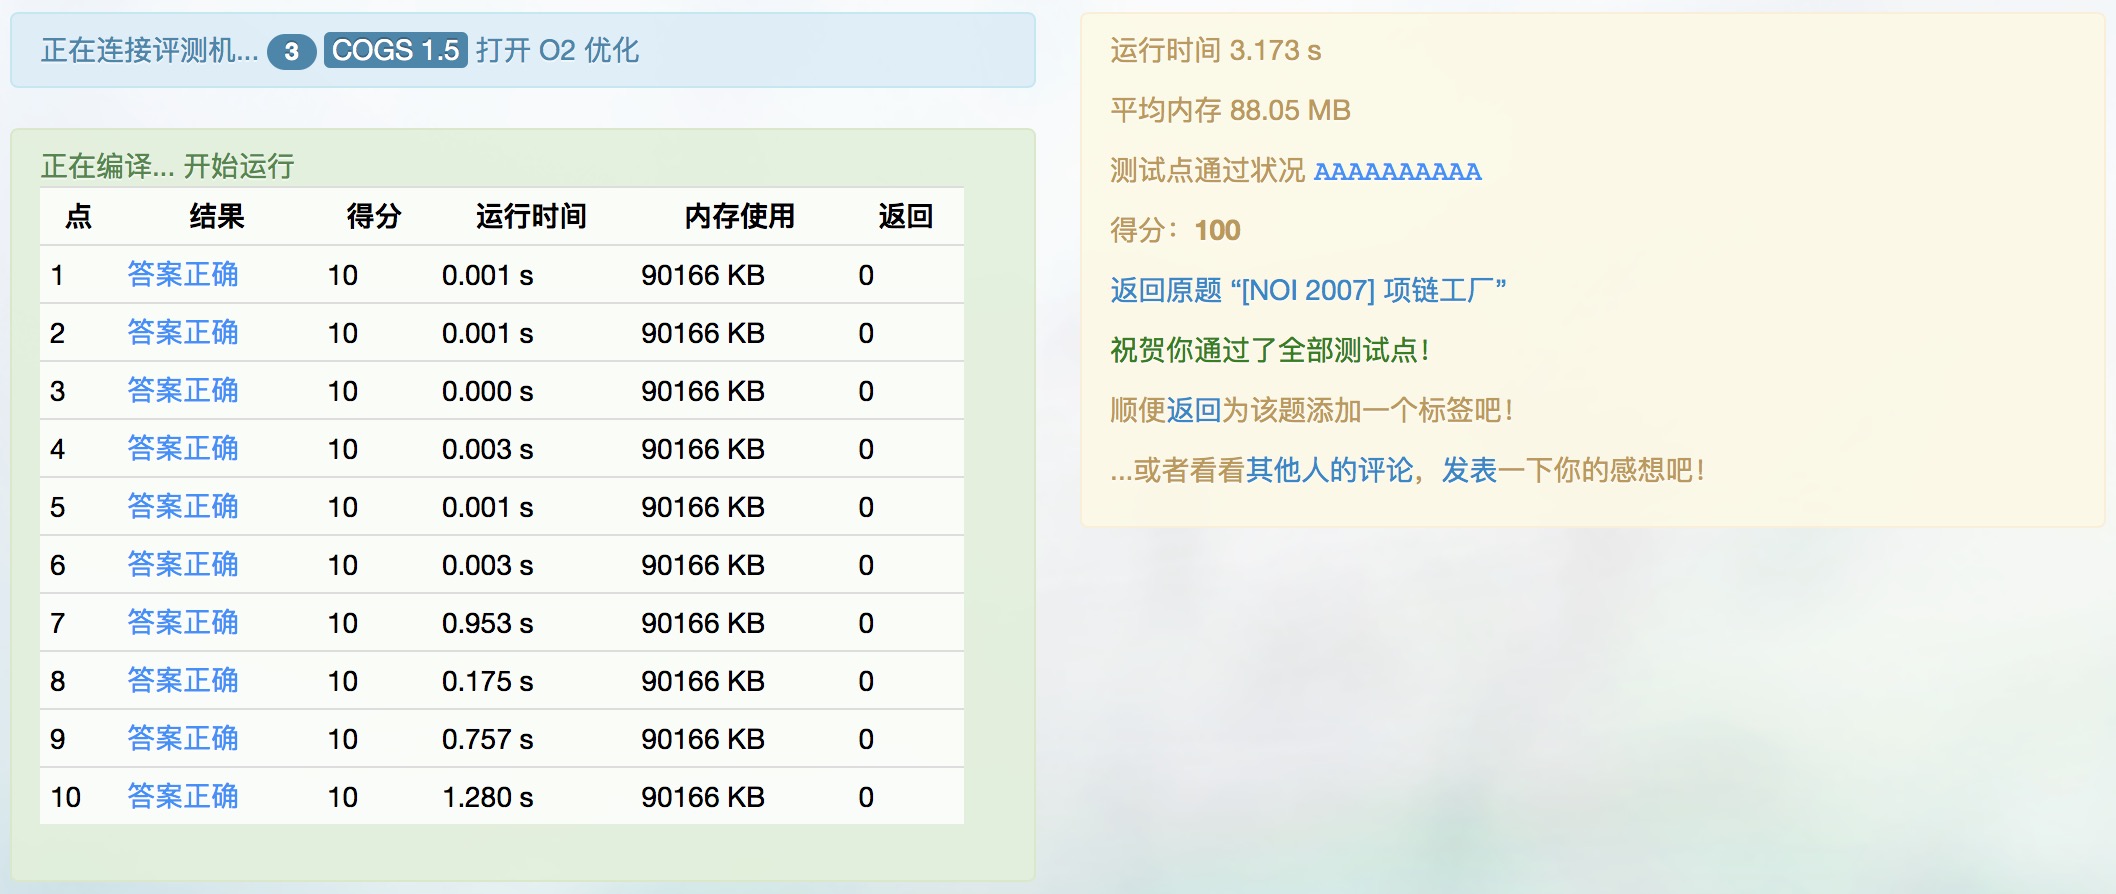 正在连接评测机... 3 COGS 1.5 打开 O2 优化
正在编译... 开始运行
点 结果 得分 运行时间 内存使用 返回
1 答案正确 10 0.001 s 90166 KB 0
2 答案正确 10 0.001 s 90166 KB 0
3 答案正确 10 0.000 s 90166 KB 0
4 答案正确 10 0.003 s 90166 KB 0
5 答案正确 10 0.001 s 90166 KB 0
6 答案正确 10 0.003 s 90166 KB 0
7 答案正确 10 0.953 s 90166 KB 0
8 答案正确 10 0.175 s 90166 KB 0
9 答案正确 10 0.757 s 90166 KB 0
10 答案正确 10 1.280 s 90166 KB 0
运行时间 3.173 s
平均内存 88.05 MB
测试点通过状况 AAAAAAAAAA
得分：100
返回原题 “[NOI 2007] 项链工厂”
祝贺你通过了全部测试点！
顺便返回为该题添加一个标签吧！
...或者看看其他人的评论，发表一下你的感想吧！